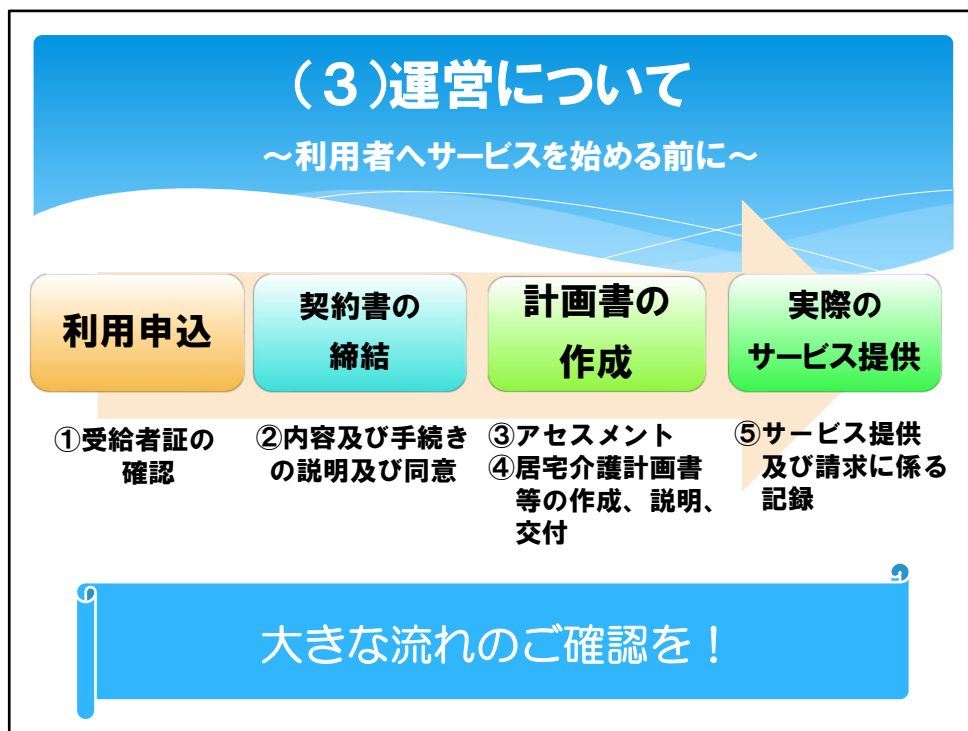 （３）運営について
～利用者へサービスを始める前に～
利用申込
契約書の
締結
計画書の
作成
実際の
サービス提供
①受給者証の
確認
②内容及び手続き
の説明及び同意
③アセスメント
④居宅介護計画書
等の作成、説明、
交付
⑤サービス提供
及び請求に係る
記録
大きな流れのご確認を！